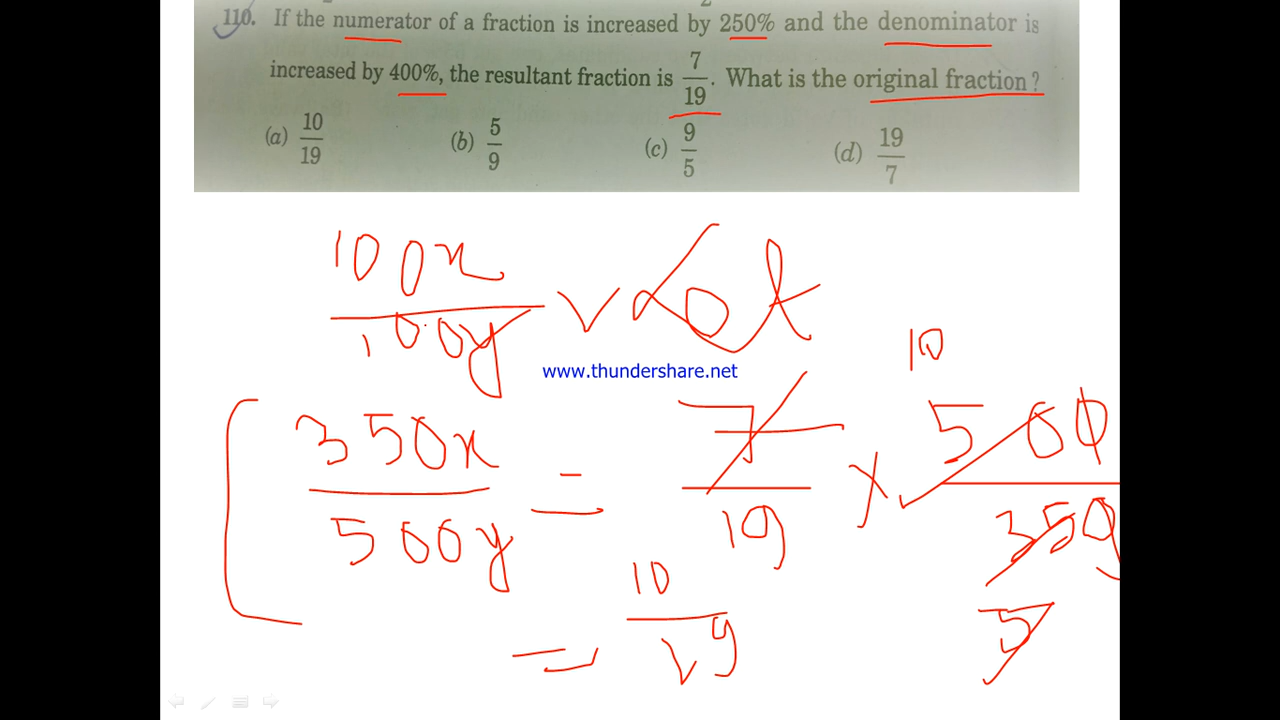 110. If the numerator of a fraction is increased by 250% and the denominator is
increased by 400%, the resultant fraction is 7/19. What is the original fraction?
(a) 10/19 (b) 5/9 (c) 9/5 (d) 19/7
100x/100y Let
www.thundershare.net
350x/500y = 7/19 × 500/350
10
5
= 10/19